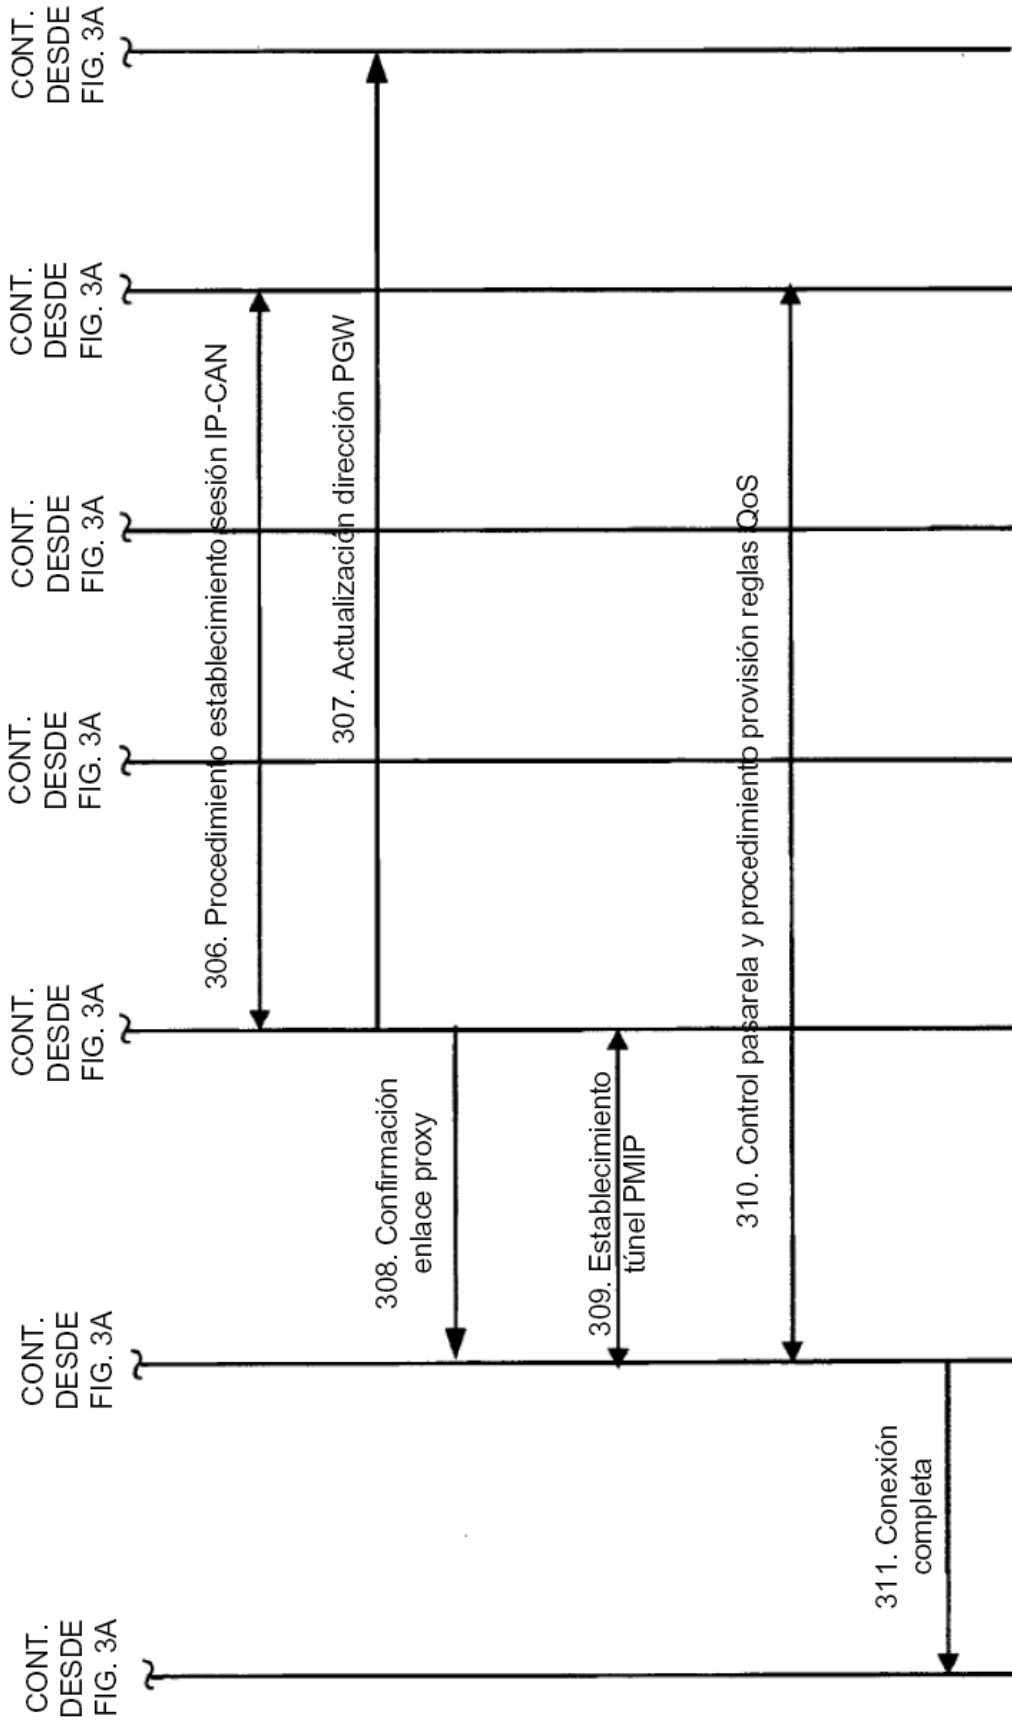 CONT.
DESDE
FIG. 3A
CONT.
DESDE
FIG. 3A
CONT.
DESDE
FIG. 3A
CONT.
DESDE
FIG. 3A
CONT.
DESDE
FIG. 3A
CONT.
DESDE
FIG. 3A
CONT.
DESDE
FIG. 3A
306. Procedimiento establecimiento sesión IP-CAN
307. Actualización dirección PGW
308. Confirmación
enlace proxy
309. Establecimiento
túnel PMIP
310. Control pasarela y procedimiento provisión reglas QoS
311. Conexión
completa